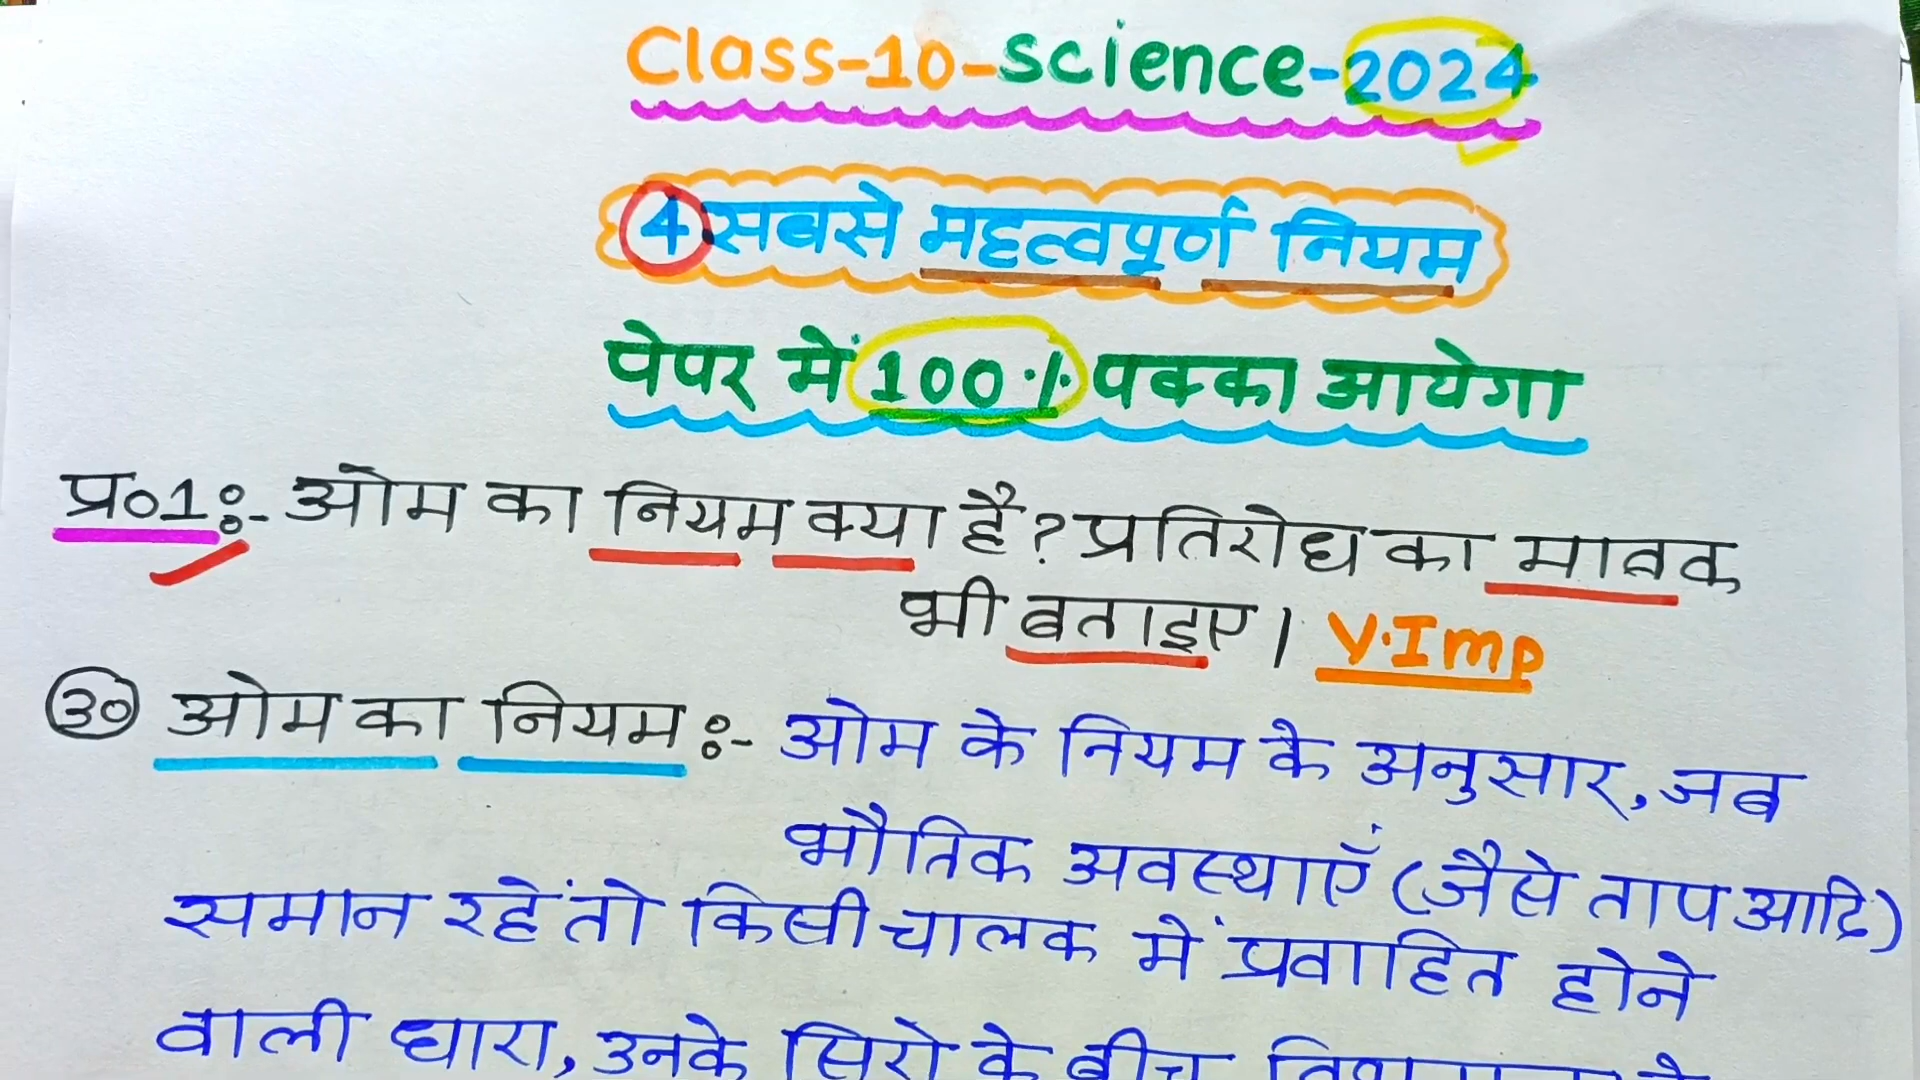 Class-10-Science-2024
4 सबसे महत्वपूर्ण नियम
पेपर में 100% पक्का आयेगा
प्र०1:- ओम का नियम क्या है? प्रतिरोध का मात्रक
भी बताइए। V.Imp
उ० ओम का नियम:- ओम के नियम के अनुसार, जब
भौतिक अवस्थाएँ (जैसे ताप आदि)
समान रहें तो किसी चालक में प्रवाहित होने
वाली धारा, उनके सिरों के बीच